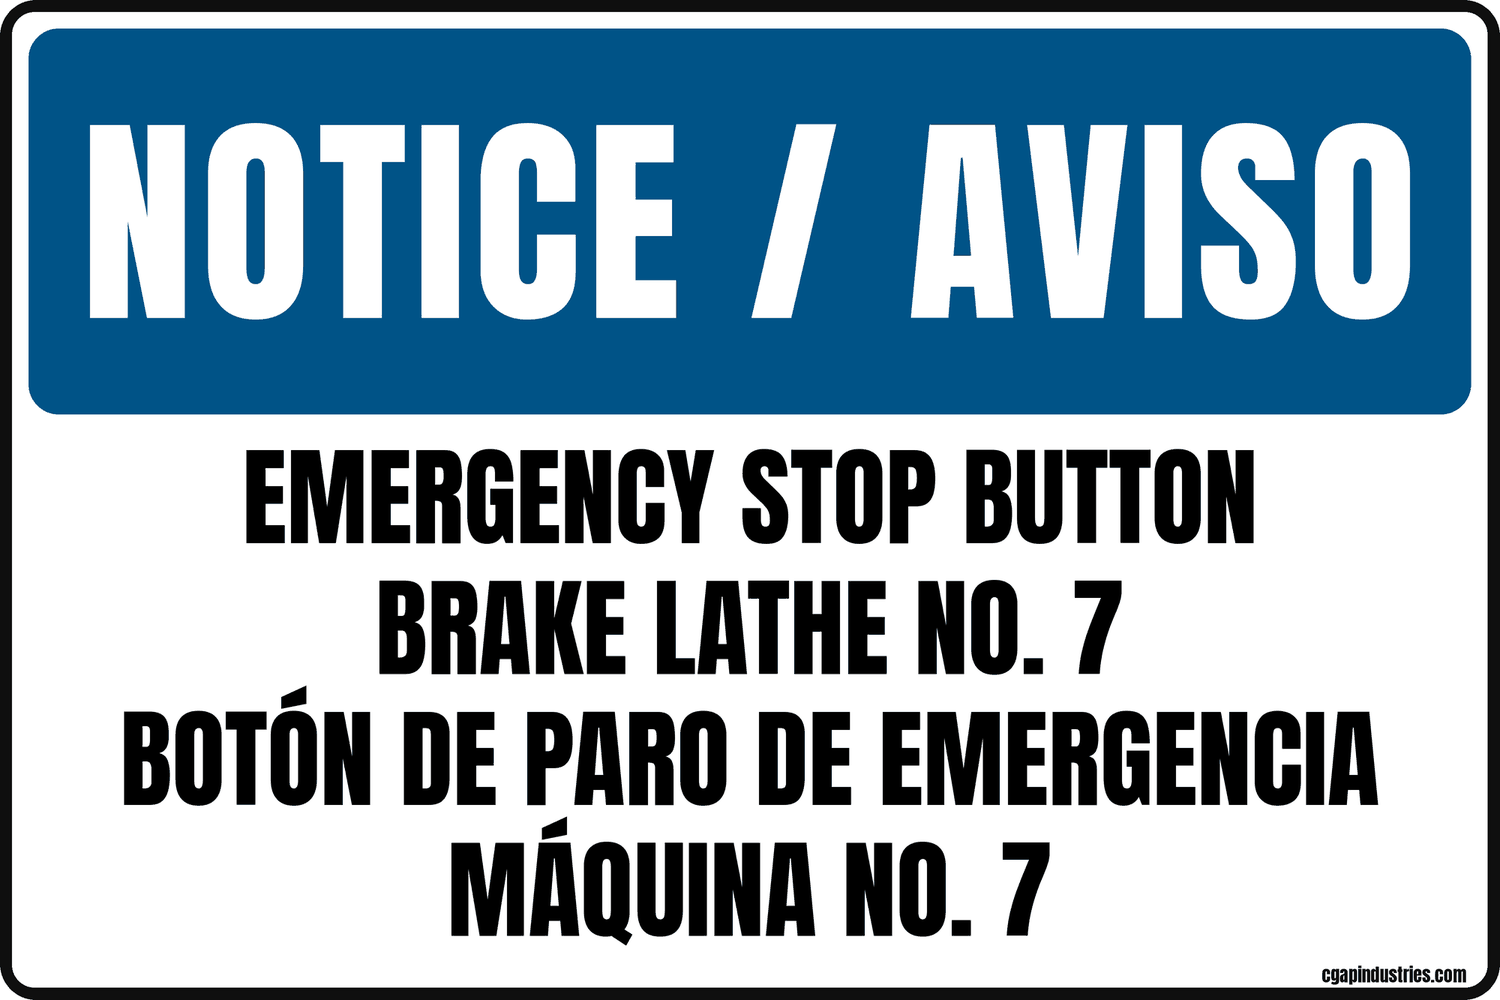 NOTICE / AVISO
EMERGENCY STOP BUTTON
BRAKE LATHE NO. 7
BOTÓN DE PARO DE EMERGENCIA
MÁQUINA NO. 7
cgapindustries.com